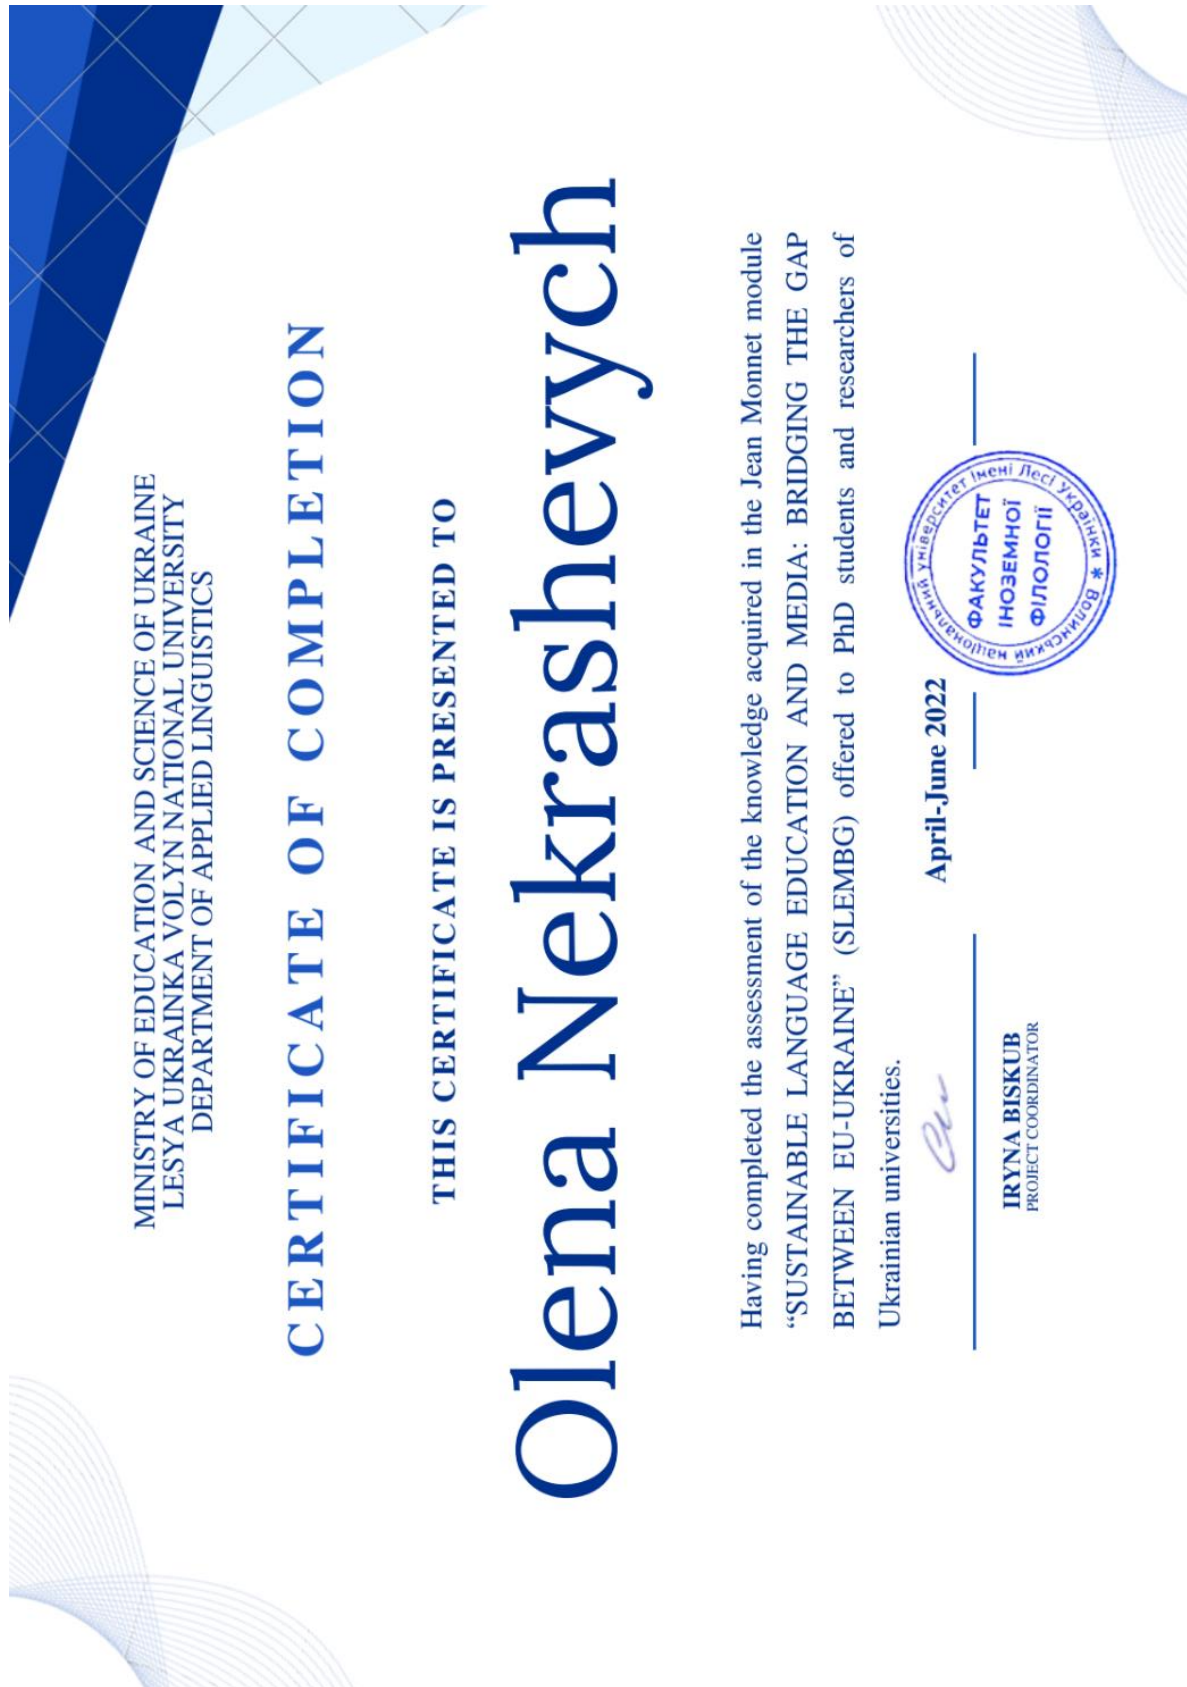 MINISTRY OF EDUCATION AND SCIENCE OF UKRAINE
LESYA UKRAINKA VOLYN NATIONAL UNIVERSITY
DEPARTMENT OF APPLIED LINGUISTICS
CERTIFICATE OF COMPLETION
THIS CERTIFICATE IS PRESENTED TO
Olena Nekrashevych
Having completed the assessment of the knowledge acquired in the Jean Monnet module
“SUSTAINABLE LANGUAGE EDUCATION AND MEDIA: BRIDGING THE GAP
BETWEEN EU-UKRAINE” (SLEMBG) offered to PhD students and researchers of
Ukrainian universities.
April-June 2022
IRYNA BISKUB
PROJECT COORDINATOR
Волинський національний університет імені Лесі Українки *
ФАКУЛЬТЕТ
ІНОЗЕМНОЇ
ФІЛОЛОГІЇ